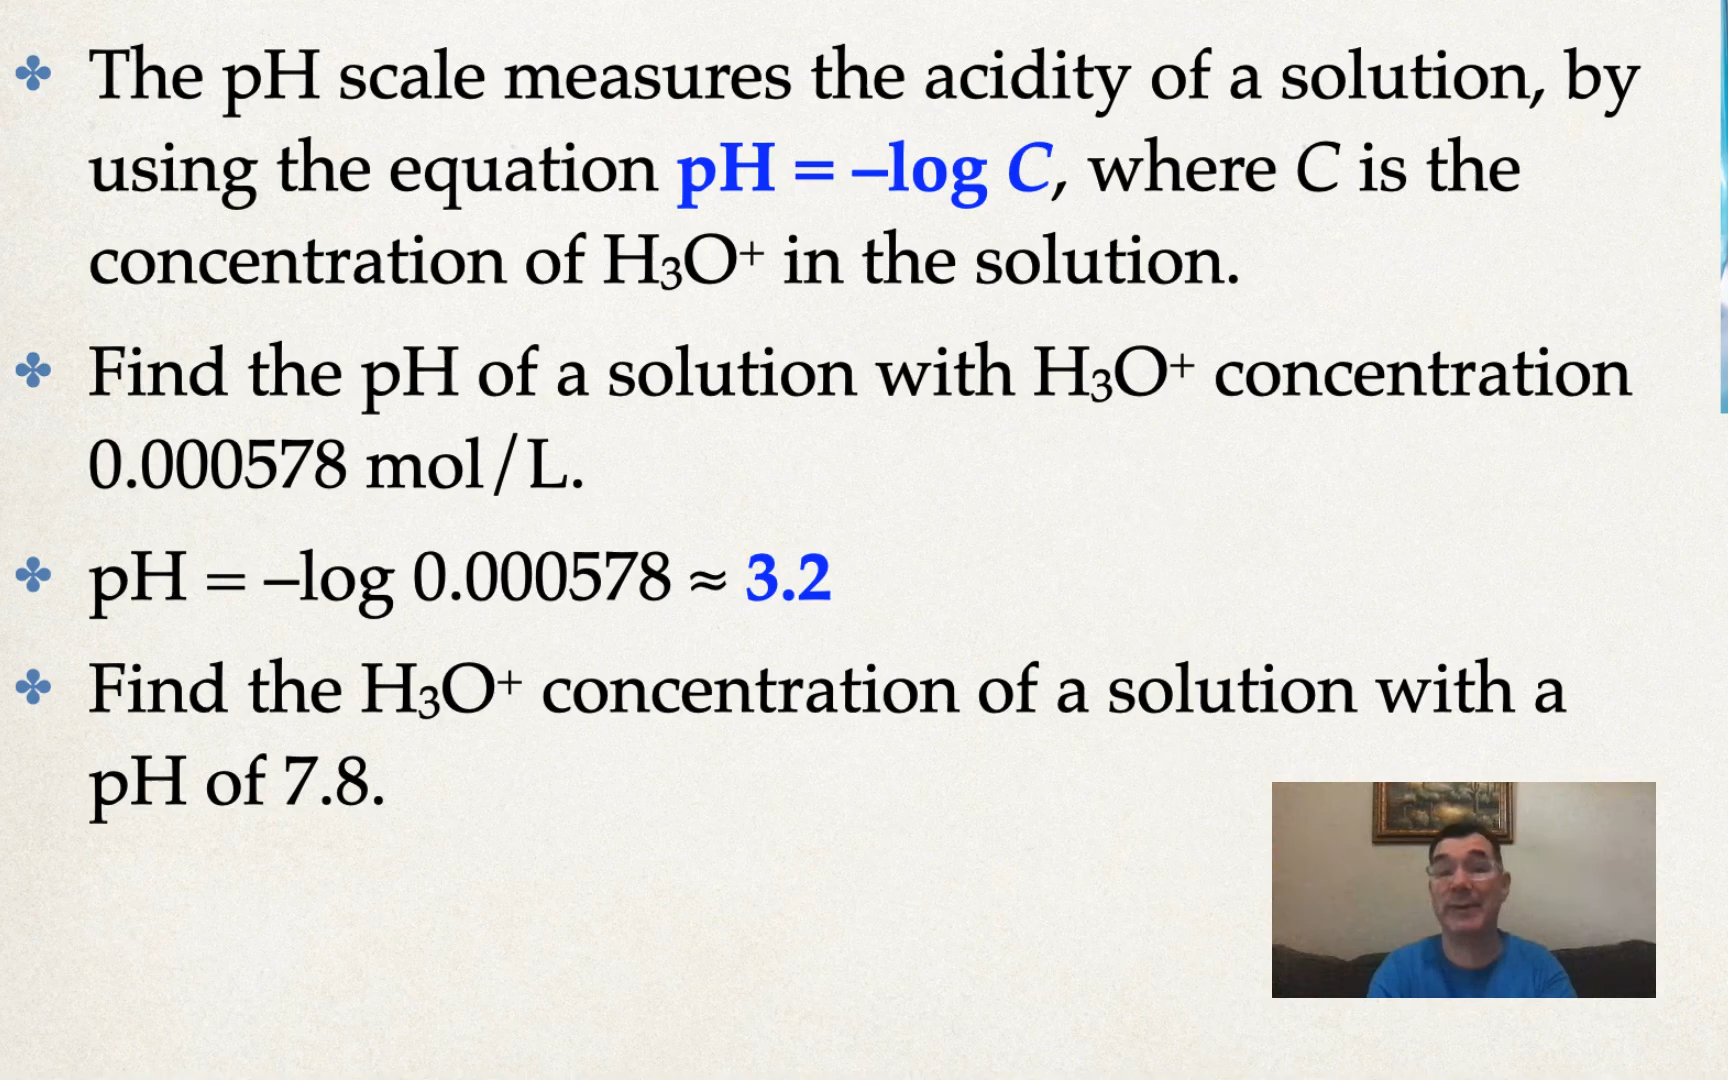 The pH scale measures the acidity of a solution, by
using the equation pH = –log C, where C is the
concentration of H₃O⁺ in the solution.
Find the pH of a solution with H₃O⁺ concentration
0.000578 mol/L.
pH = –log 0.000578 ≈ 3.2
Find the H₃O⁺ concentration of a solution with a
pH of 7.8.